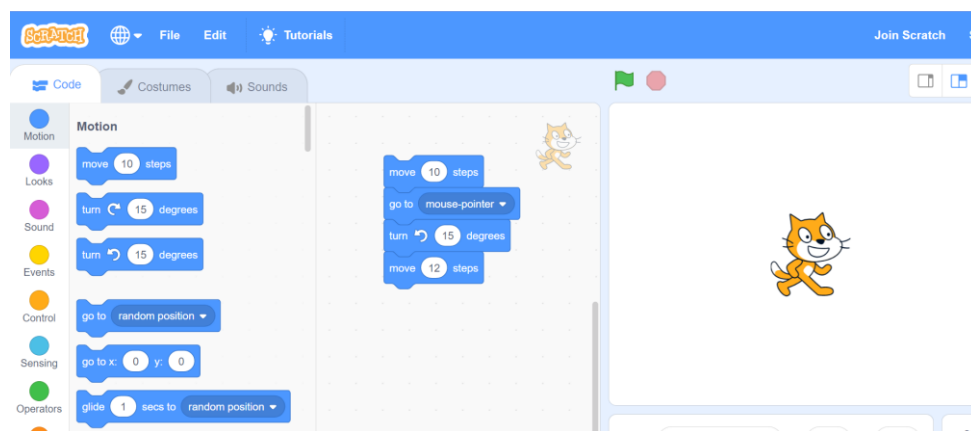 SCRATCH File Edit Tutorials Join Scratch
Code Costumes Sounds
Motion
Looks
Sound
Events
Control
Sensing
Operators
Motion
move 10 steps
turn 15 degrees
turn 15 degrees
go to random position
go to x: 0 y: 0
glide 1 secs to random position
move 10 steps
go to mouse-pointer
turn 15 degrees
move 12 steps